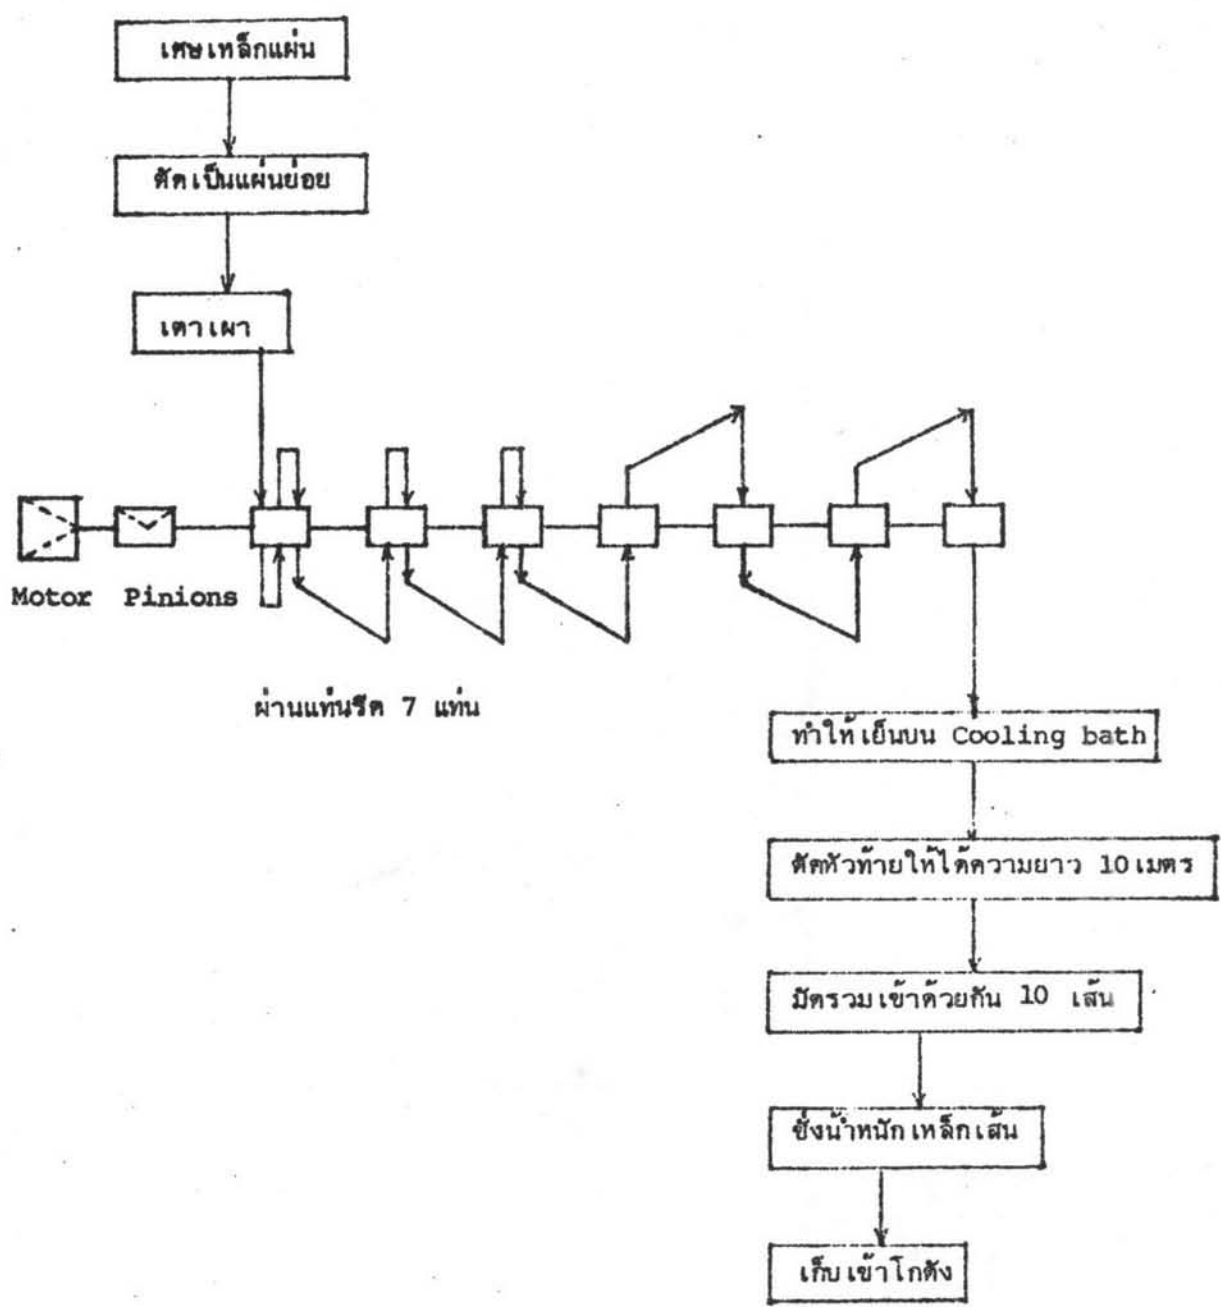 เศษเหล็กแผ่น
ตัดเป็นแผ่นย่อย
เตาเผา
Motor Pinions
ผ่านแท่นรีด 7 แท่น
ทำให้เย็นบน Cooling bath
ตัดหัวท้ายให้ได้ความยาว 10 เมตร
มัดรวมเข้าด้วยกัน 10 เส้น
ชั่งน้ำหนักเหล็กเส้น
เก็บเข้าโกดัง